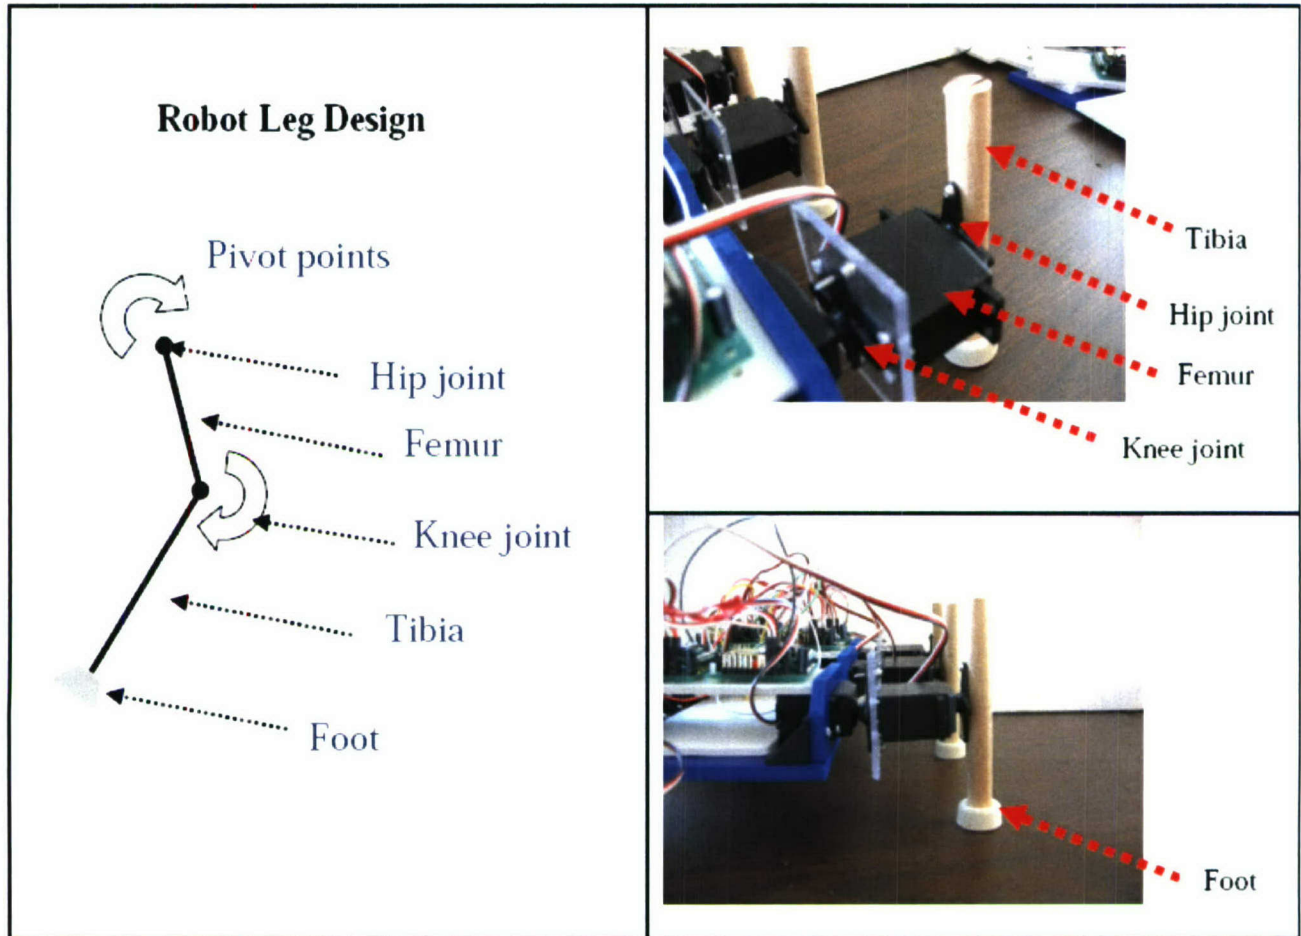 Robot Leg Design
Pivot points
Hip joint
Femur
Knee joint
Tibia
Foot
Tibia
Hip joint
Femur
Knee joint
Foot